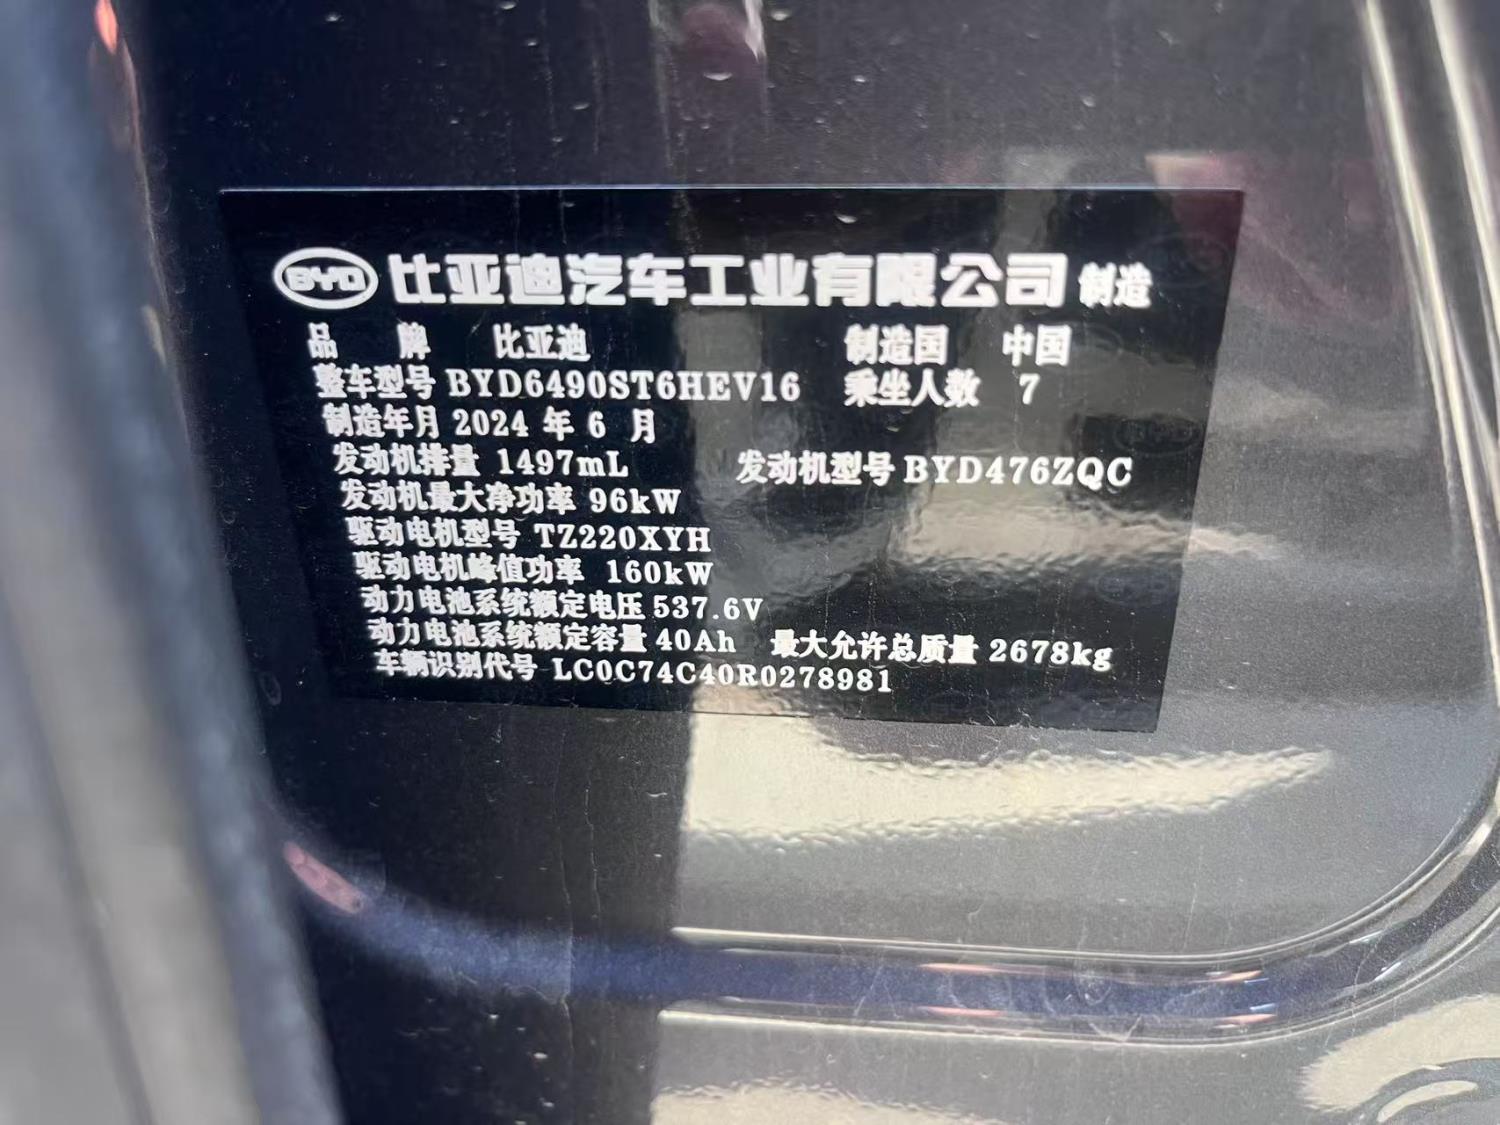 BYD 比亚迪汽车工业有限公司 制造
品 牌 比亚迪 制造国 中国
整车型号 BYD6490ST6HEV16 乘坐人数 7
制造年月 2024 年 6 月
发动机排量 1497mL 发动机型号 BYD476ZQC
发动机最大净功率 96kW
驱动电机型号 TZ220XYH
驱动电机峰值功率 160kW
动力电池系统额定电压 537.6V
动力电池系统额定容量 40Ah 最大允许总质量 2678kg
车辆识别代号 LC0C74C40R0278981